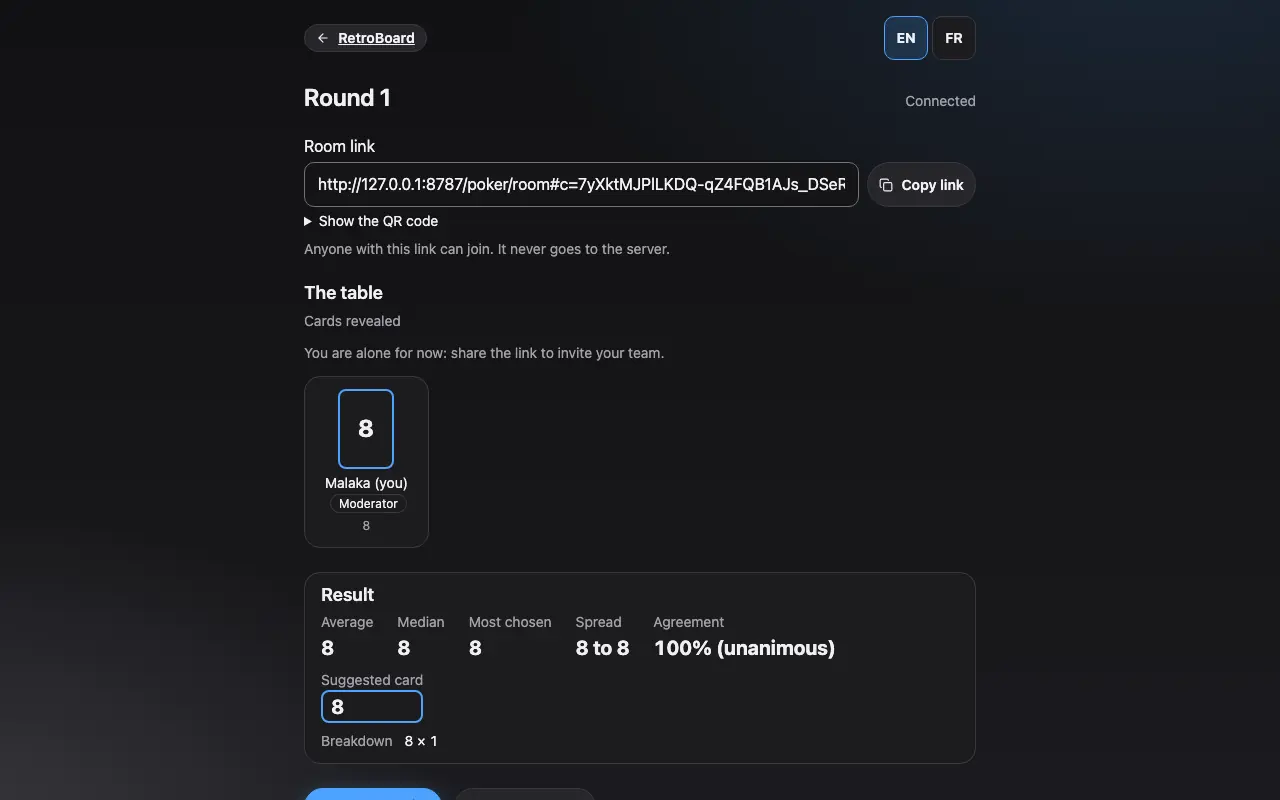 RetroBoard
EN FR
Round 1
Connected
Room link
http://127.0.0.1:8787/poker/room#c=7yXktMJPlLKDQ-qZ4FQB1AJs_DSeR
Copy link
Show the QR code
Anyone with this link can join. It never goes to the server.
The table
Cards revealed
You are alone for now: share the link to invite your team.
8
Malaka (you)
Moderator
8
Result
Average Median Most chosen Spread Agreement
8 8 8 8 to 8 100% (unanimous)
Suggested card
8
Breakdown 8 × 1